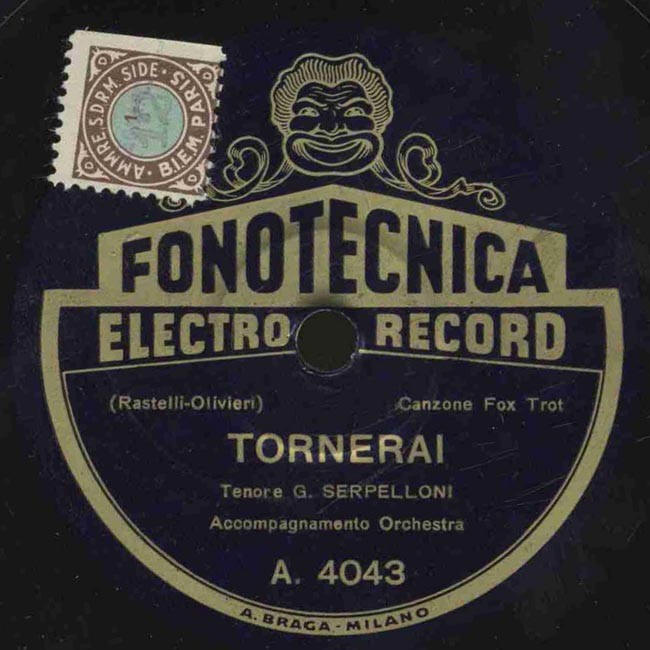 AMMRE. S.DRM. SIDE · B.I.E.M. PARIS ·
FONOTECNICA
ELECTRO RECORD
(Rastelli-Olivieri) Canzone Fox Trot
TORNERAI
Tenore G. SERPELLONI
Accompagnamento Orchestra
A. 4043
A. BRAGA - MILANO